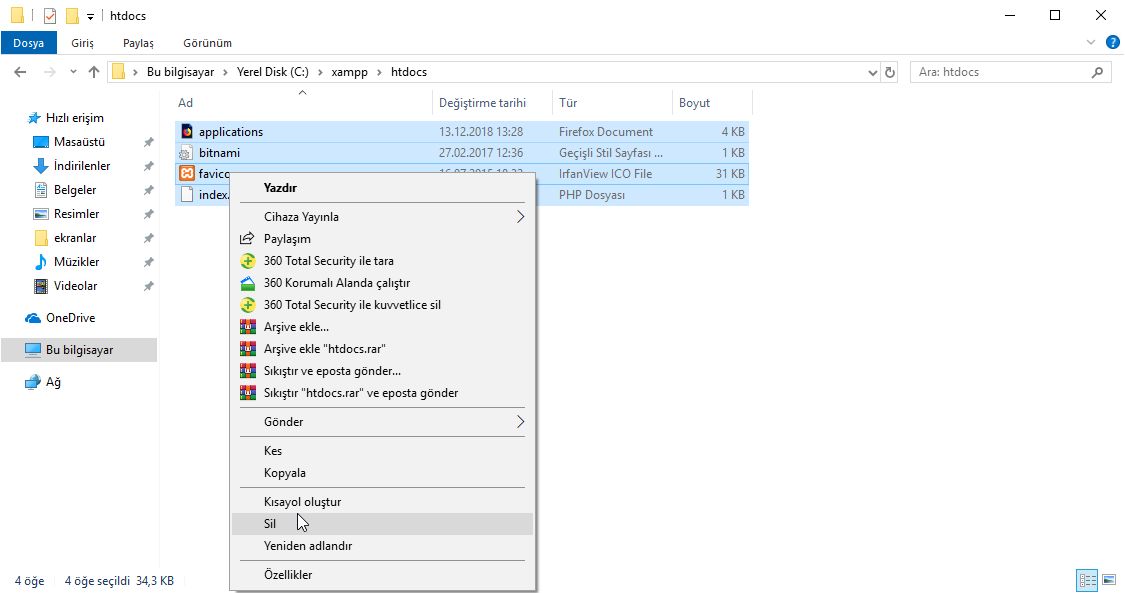 htdocs
Dosya Giriş Paylaş Görünüm
Bu bilgisayar Yerel Disk (C:) xampp htdocs Ara: htdocs
Ad Değiştirme tarihi Tür Boyut
Hızlı erişim
Masaüstü
İndirilenler
Belgeler
Resimler
ekranlar
Müzikler
Videolar
OneDrive
Bu bilgisayar
Ağ
applications 13.12.2018 13:28 Firefox Document 4 KB
bitnami 27.02.2017 12:36 Geçişli Stil Sayfası ... 1 KB
favico IrfanView ICO File 31 KB
index. PHP Dosyası 1 KB
Yazdır
Cihaza Yayınla
Paylaşım
360 Total Security ile tara
360 Korumalı Alanda çalıştır
360 Total Security ile kuvvetlice sil
Arşive ekle...
Arşive ekle "htdocs.rar"
Sıkıştır ve eposta gönder...
Sıkıştır "htdocs.rar" ve eposta gönder
Gönder
Kes
Kopyala
Kısayol oluştur
Sil
Yeniden adlandır
Özellikler
4 öğe 4 öğe seçildi 34,3 KB